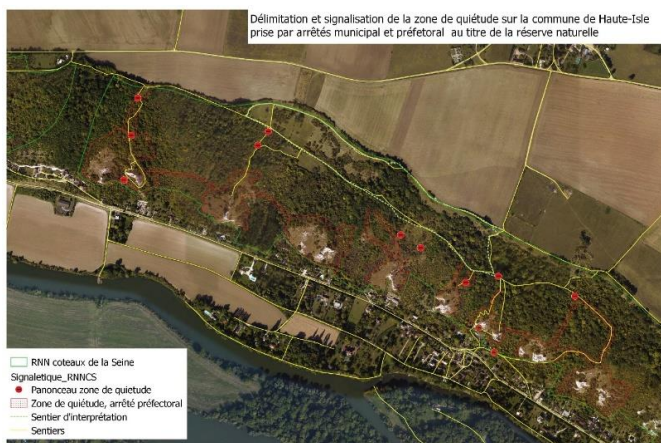 Délimitation et signalisation de la zone de quiétude sur la commune de Haute-Isle
prise par arrêtés municipal et préfetoral au titre de la réserve naturelle
RNN coteaux de la Seine
Signaletique_RNNCS
Panonceau zone de quietude
Zone de quiétude, arrêté préfectoral
Sentier d'interprétation
Sentiers